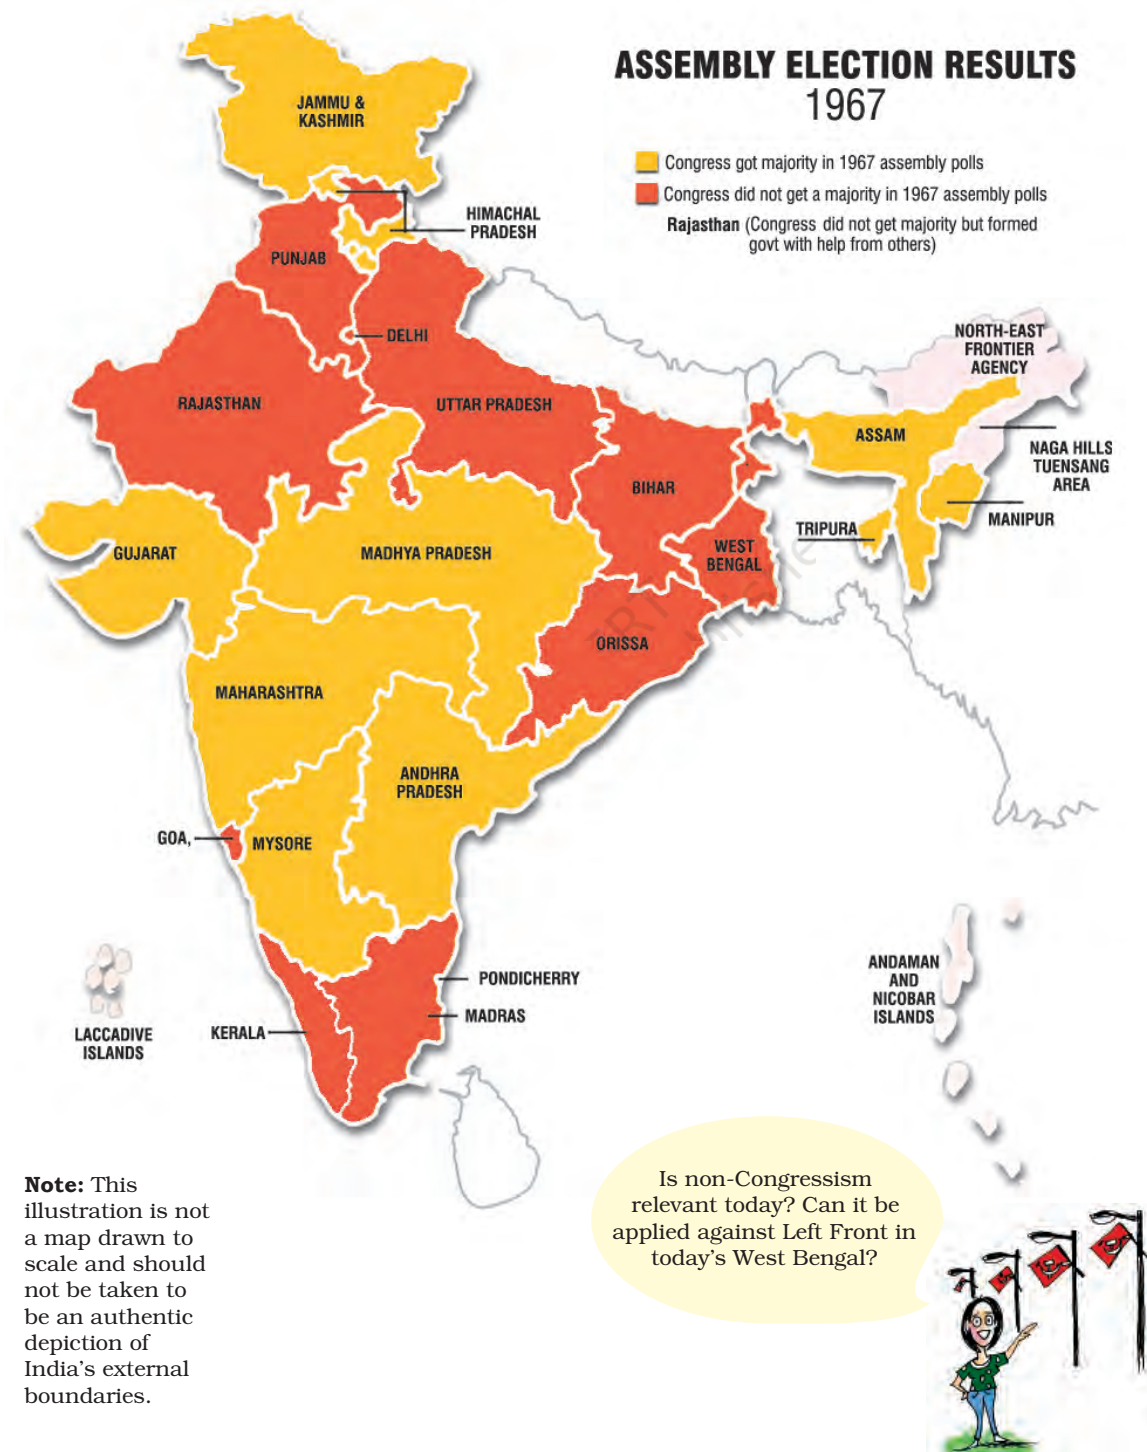 ASSEMBLY ELECTION RESULTS
1967
Congress got majority in 1967 assembly polls
Congress did not get a majority in 1967 assembly polls
Rajasthan (Congress did not get majority but formed
govt with help from others)
JAMMU &
KASHMIR
HIMACHAL
PRADESH
PUNJAB
DELHI
RAJASTHAN
UTTAR PRADESH
NORTH-EAST
FRONTIER
AGENCY
ASSAM
NAGA HILLS
TUENSANG
AREA
BIHAR
MANIPUR
TRIPURA
GUJARAT
MADHYA PRADESH
WEST
BENGAL
ORISSA
MAHARASHTRA
ANDHRA
PRADESH
GOA,
MYSORE
PONDICHERRY
MADRAS
KERALA
LACCADIVE
ISLANDS
ANDAMAN
AND
NICOBAR
ISLANDS
Note: This
illustration is not
a map drawn to
scale and should
not be taken to
be an authentic
depiction of
India's external
boundaries.
Is non-Congressism
relevant today? Can it be
applied against Left Front in
today's West Bengal?